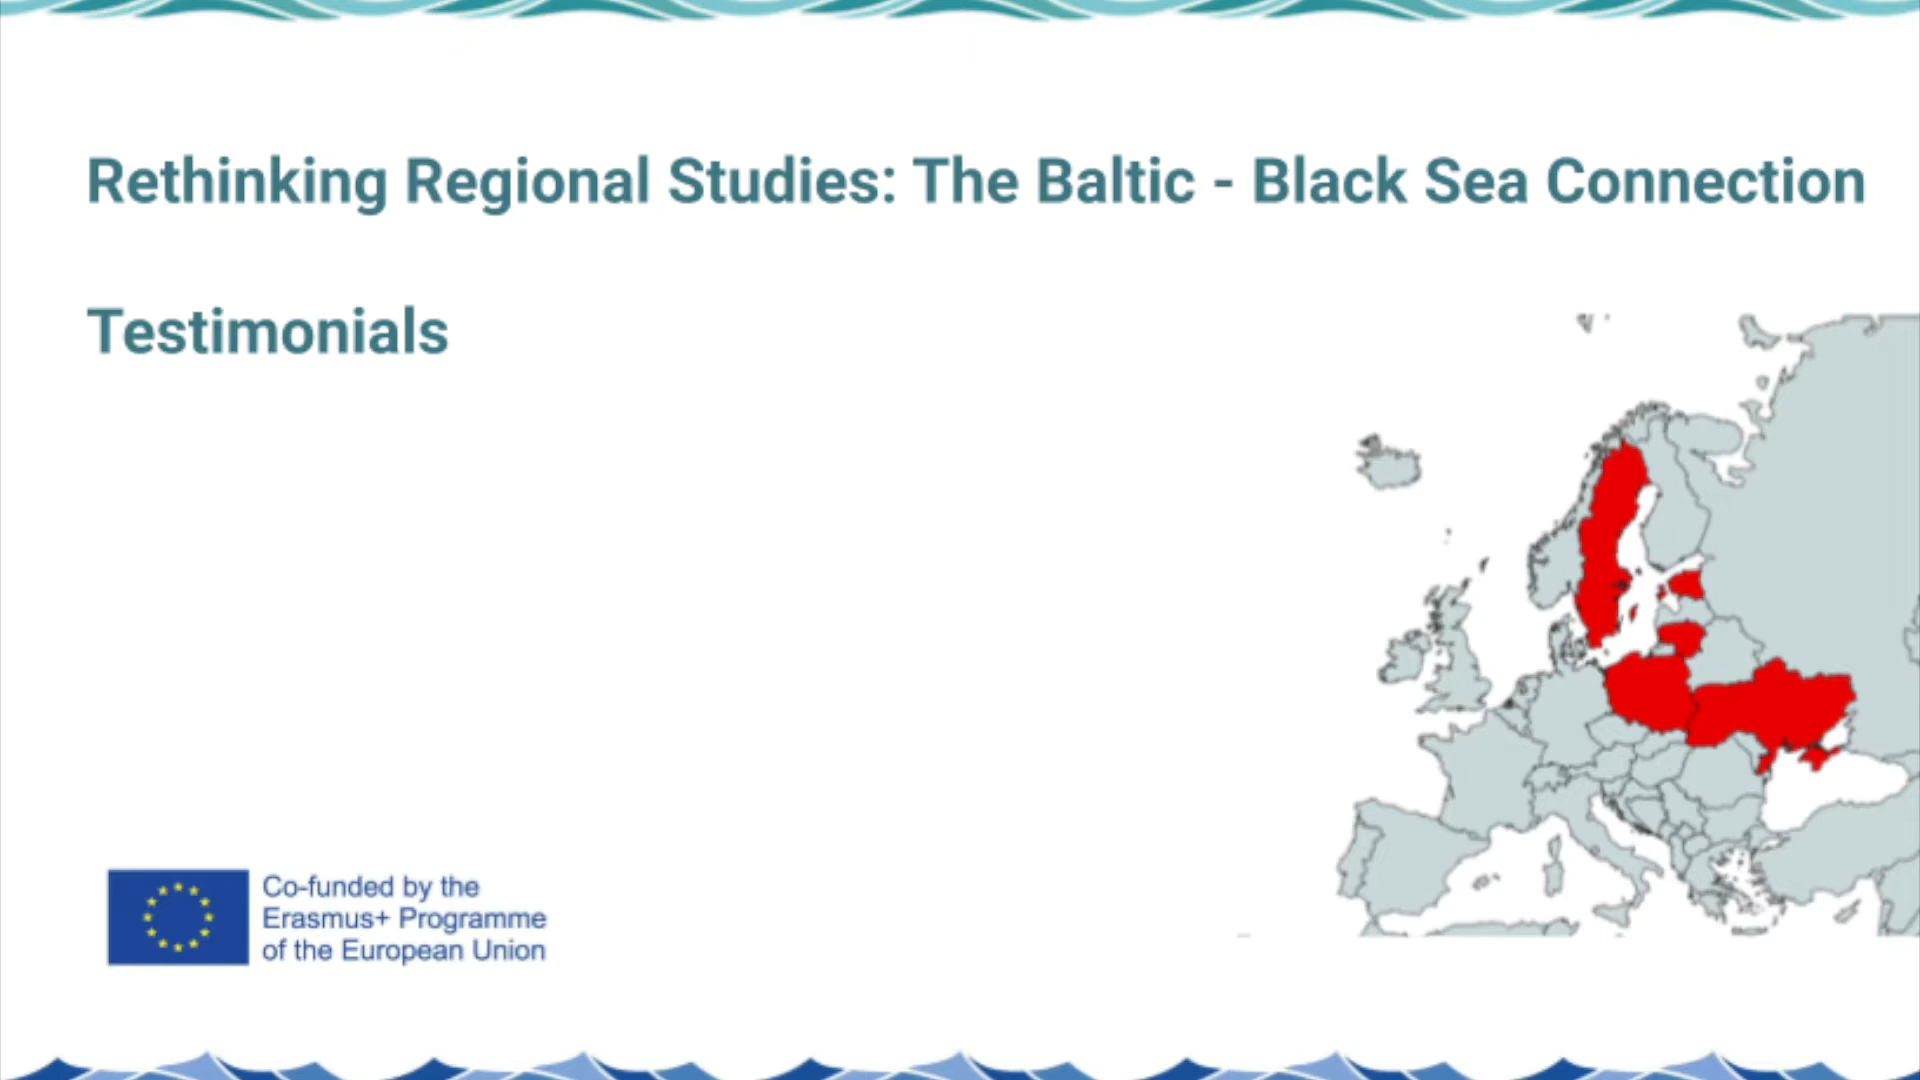 Rethinking Regional Studies: The Baltic - Black Sea Connection
Testimonials
Co-funded by the
Erasmus+ Programme
of the European Union